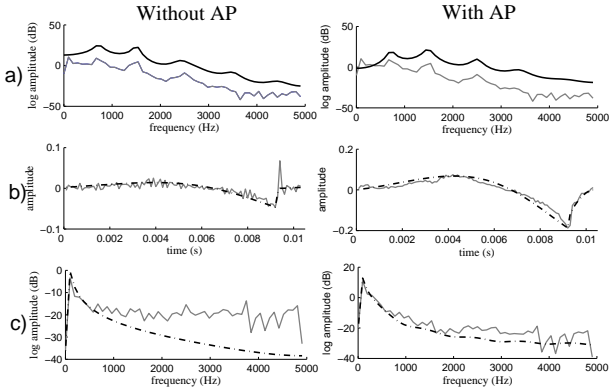 Without AP
With AP
a)
log amplitude (dB)
50
0
−50
0 1000 2000 3000 4000 5000
frequency (Hz)
log amplitude (dB)
50
0
−50
0 1000 2000 3000 4000 5000
frequency (Hz)
b)
amplitude
0.1
0
−0.1
0 0.002 0.004 0.006 0.008 0.01
time (s)
amplitude
0.2
0
−0.2
0 0.002 0.004 0.006 0.008 0.01
time (s)
c)
log amplitude (dB)
0
−10
−20
−30
−40
0 1000 2000 3000 4000 5000
frequency (Hz)
log amplitude (dB)
20
0
−20
−40
0 1000 2000 3000 4000 5000
frequency (Hz)